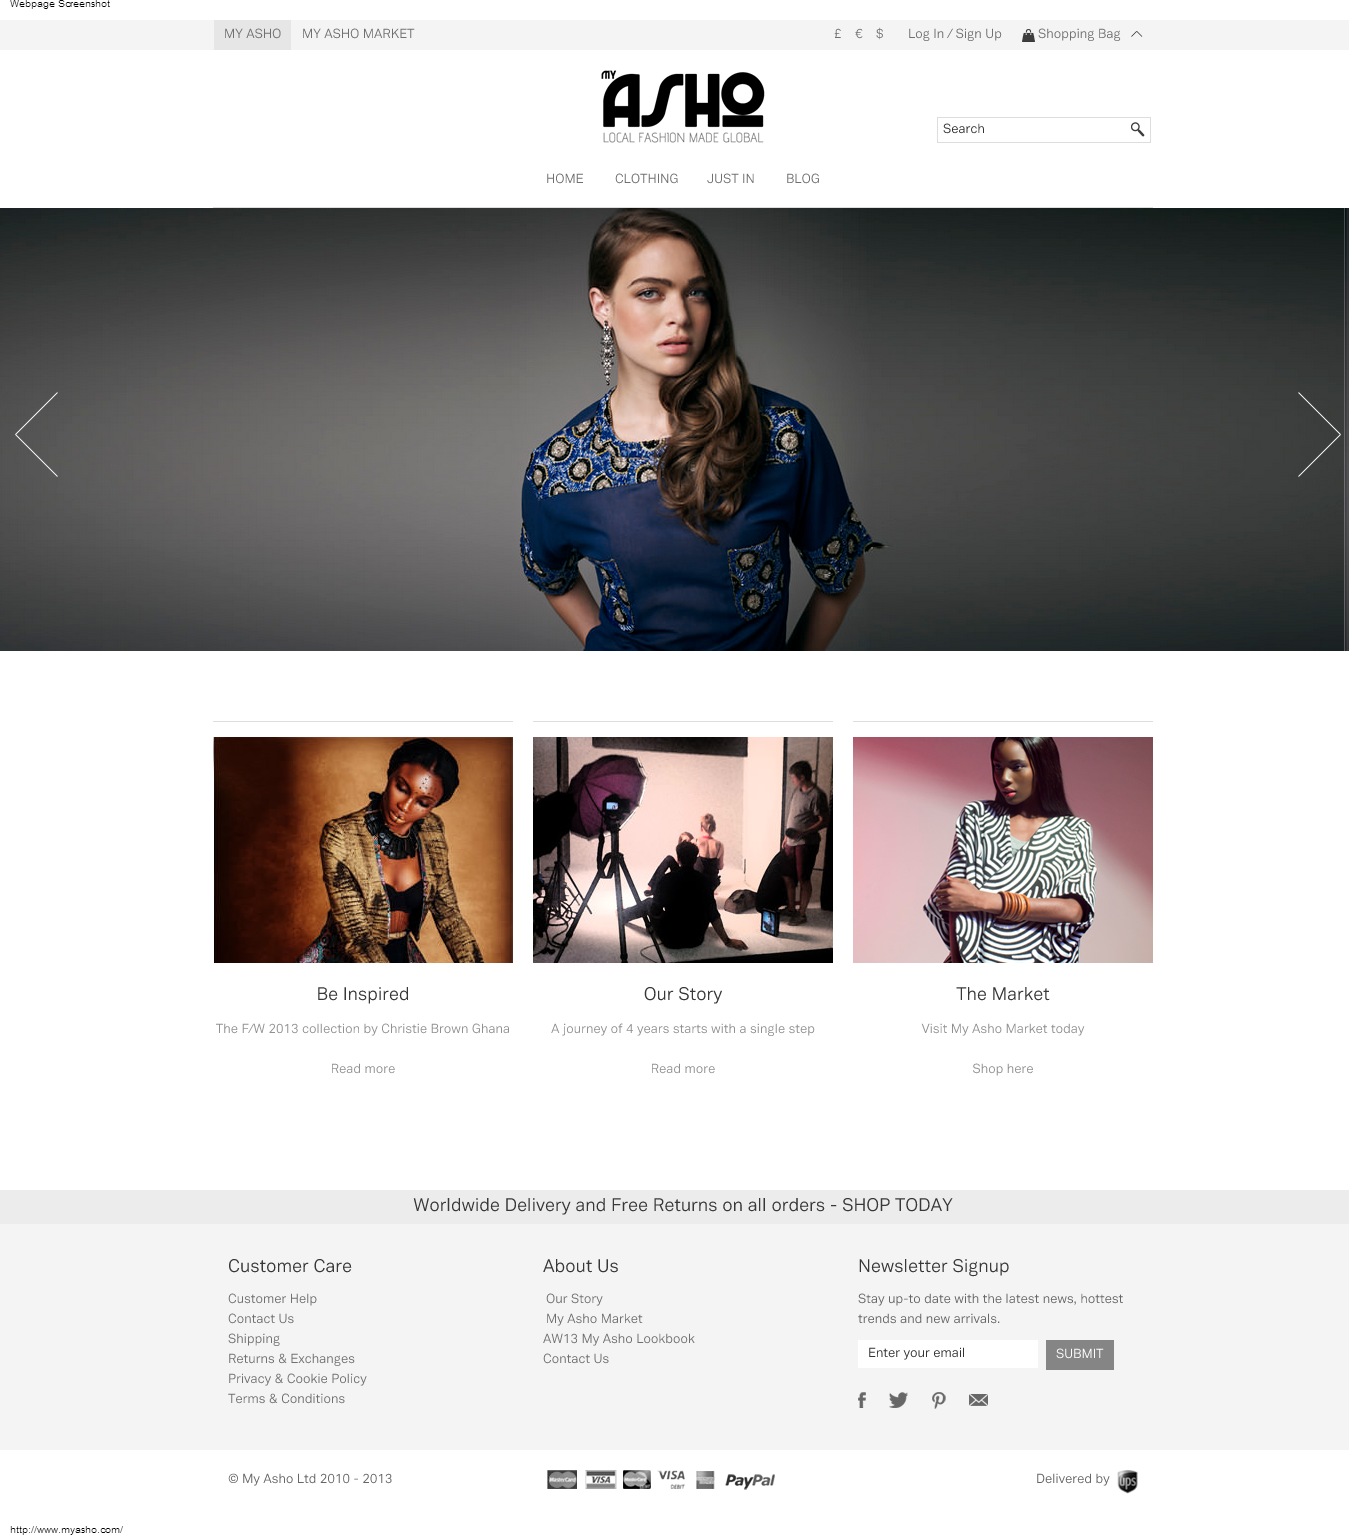 Webpage Screenshot
MY ASHO MY ASHO MARKET £ € $ Log In / Sign Up Shopping Bag
MY
ASHO
LOCAL FASHION MADE GLOBAL
Search
HOME CLOTHING JUST IN BLOG
Be Inspired
The F/W 2013 collection by Christie Brown Ghana
Read more
Our Story
A journey of 4 years starts with a single step
Read more
The Market
Visit My Asho Market today
Shop here
Worldwide Delivery and Free Returns on all orders - SHOP TODAY
Customer Care
Customer Help
Contact Us
Shipping
Returns & Exchanges
Privacy & Cookie Policy
Terms & Conditions
About Us
Our Story
My Asho Market
AW13 My Asho Lookbook
Contact Us
Newsletter Signup
Stay up-to date with the latest news, hottest
trends and new arrivals.
Enter your email SUBMIT
© My Asho Ltd 2010 - 2013
MasterCard VISA MasterCard VISA DEBIT PayPal
Delivered by ups
http://www.myasho.com/